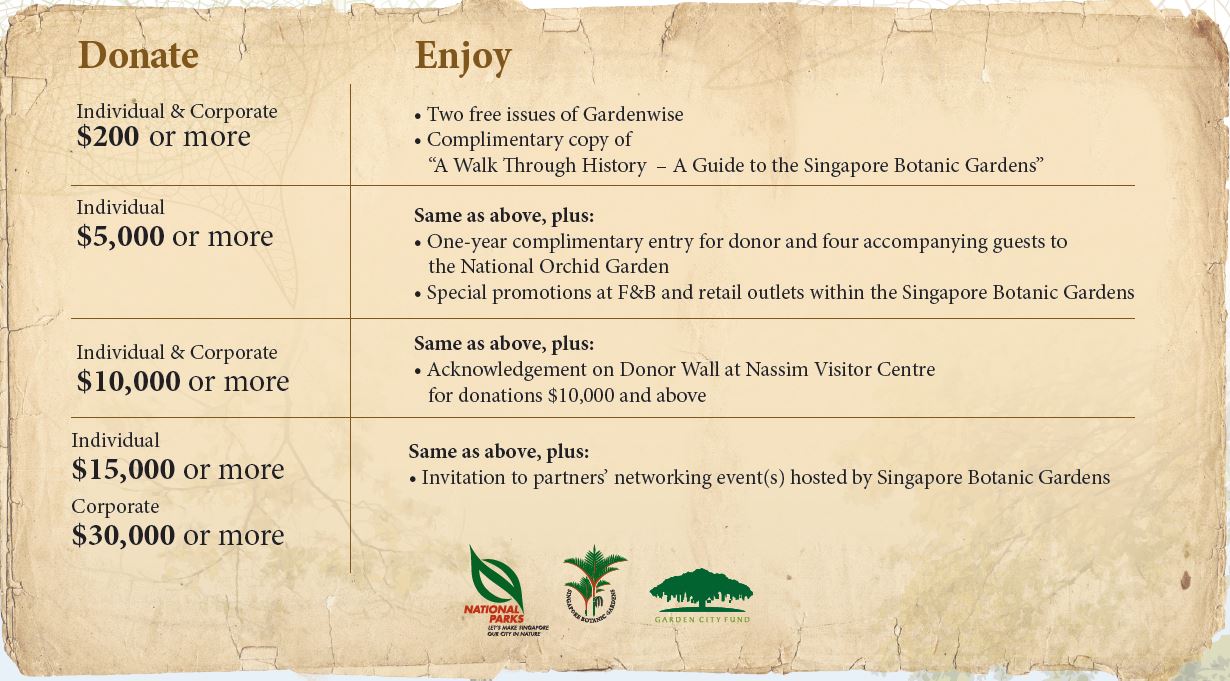 Donate
Enjoy
Individual & Corporate
$200 or more
• Two free issues of Gardenwise
• Complimentary copy of
“A Walk Through History – A Guide to the Singapore Botanic Gardens”
Individual
$5,000 or more
Same as above, plus:
• One-year complimentary entry for donor and four accompanying guests to
the National Orchid Garden
• Special promotions at F&B and retail outlets within the Singapore Botanic Gardens
Individual & Corporate
$10,000 or more
Same as above, plus:
• Acknowledgement on Donor Wall at Nassim Visitor Centre
for donations $10,000 and above
Individual
$15,000 or more
Corporate
$30,000 or more
Same as above, plus:
• Invitation to partners’ networking event(s) hosted by Singapore Botanic Gardens
NATIONAL
PARKS
LET'S MAKE SINGAPORE
OUR CITY IN NATURE
SINGAPORE BOTANIC GARDENS
GARDEN CITY FUND